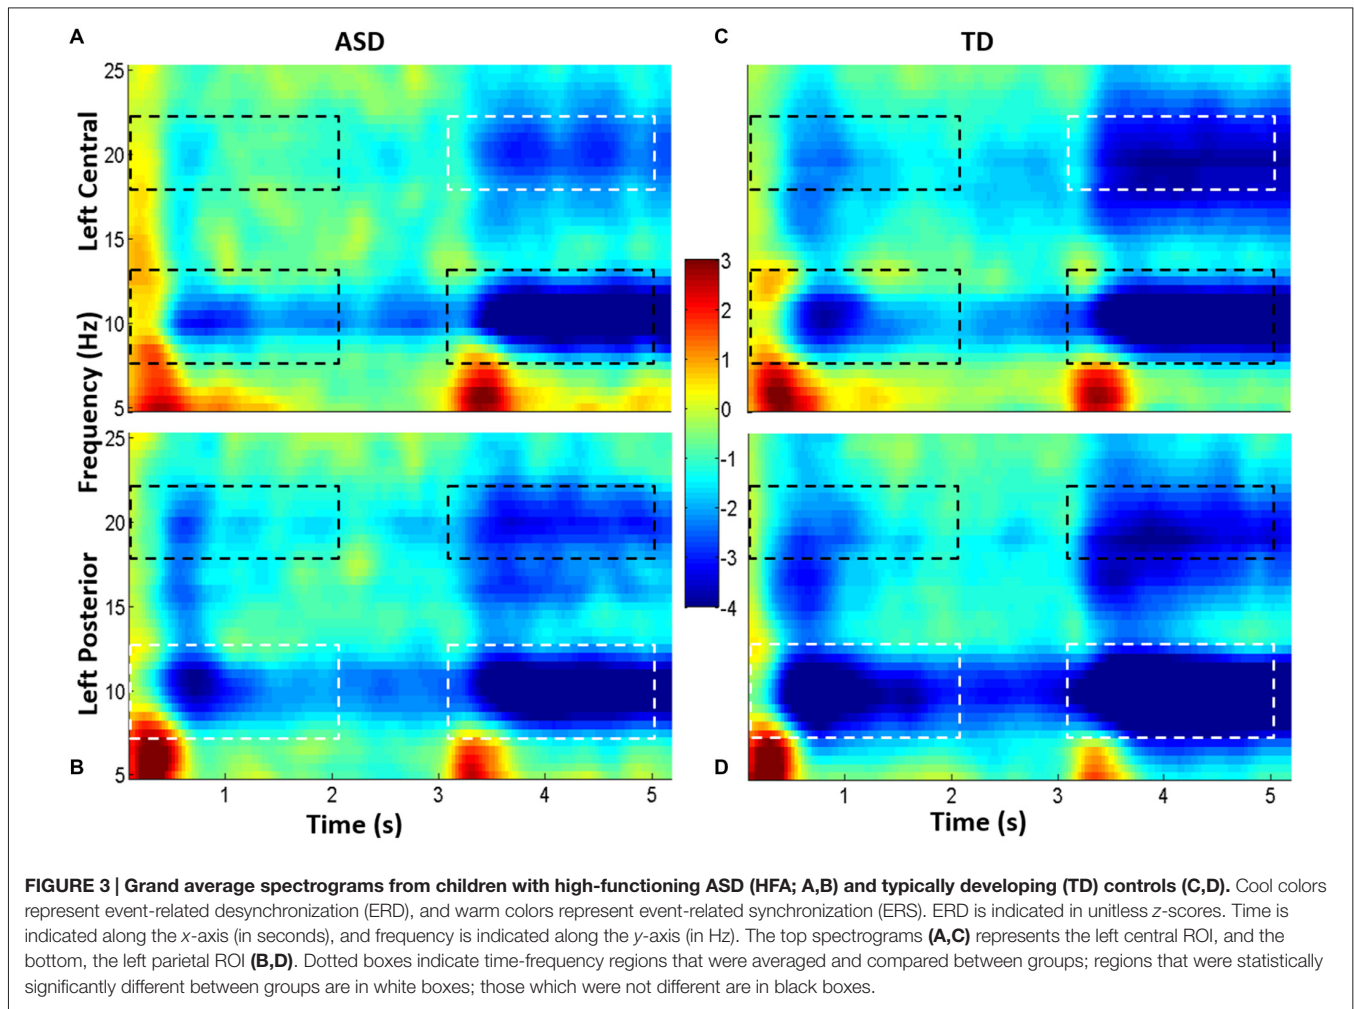 A
ASD
C
TD
Left Central
Frequency (Hz)
Left Posterior
25
20
15
10
5
25
20
15
10
5
3
2
1
0
-1
-2
-3
-4
B
D
1 2 3 4 5
1 2 3 4 5
Time (s)
Time (s)
FIGURE 3 | Grand average spectrograms from children with high-functioning ASD (HFA; A,B) and typically developing (TD) controls (C,D). Cool colors
represent event-related desynchronization (ERD), and warm colors represent event-related synchronization (ERS). ERD is indicated in unitless z-scores. Time is
indicated along the x-axis (in seconds), and frequency is indicated along the y-axis (in Hz). The top spectrograms (A,C) represents the left central ROI, and the
bottom, the left parietal ROI (B,D). Dotted boxes indicate time-frequency regions that were averaged and compared between groups; regions that were statistically
significantly different between groups are in white boxes; those which were not different are in black boxes.